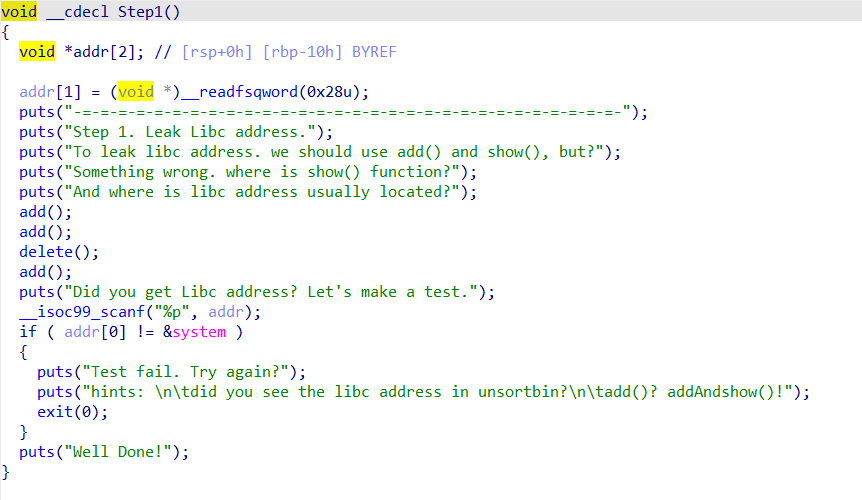 void __cdecl Step1()
{
  void *addr[2]; // [rsp+0h] [rbp-10h] BYREF

  addr[1] = (void *)__readfsqword(0x28u);
  puts("-=-=-=-=-=-=-=-=-=-=-=-=-=-=-=-=-=-=-=-=-=-=-=-=-=-=-=-=-=-");
  puts("Step 1. Leak Libc address.");
  puts("To leak libc address. we should use add() and show(), but?");
  puts("Something wrong. where is show() function?");
  puts("And where is libc address usually located?");
  add();
  add();
  delete();
  add();
  puts("Did you get Libc address? Let's make a test.");
  __isoc99_scanf("%p", addr);
  if ( addr[0] != &system )
  {
    puts("Test fail. Try again?");
    puts("hints: \n\tdid you see the libc address in unsortbin?\n\tadd()? addAndshow()!");
    exit(0);
  }
  puts("Well Done!");
}